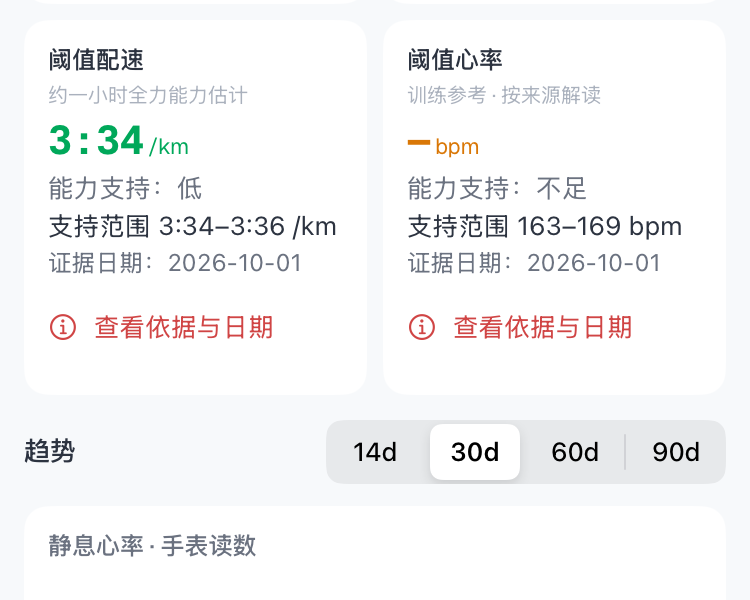 阈值配速
约一小时全力能力估计
3:34 /km
能力支持：低
支持范围 3:34–3:36 /km
证据日期：2026-10-01
查看依据与日期
阈值心率
训练参考 · 按来源解读
– bpm
能力支持：不足
支持范围 163–169 bpm
证据日期：2026-10-01
查看依据与日期
趋势
14d 30d 60d 90d
静息心率 · 手表读数